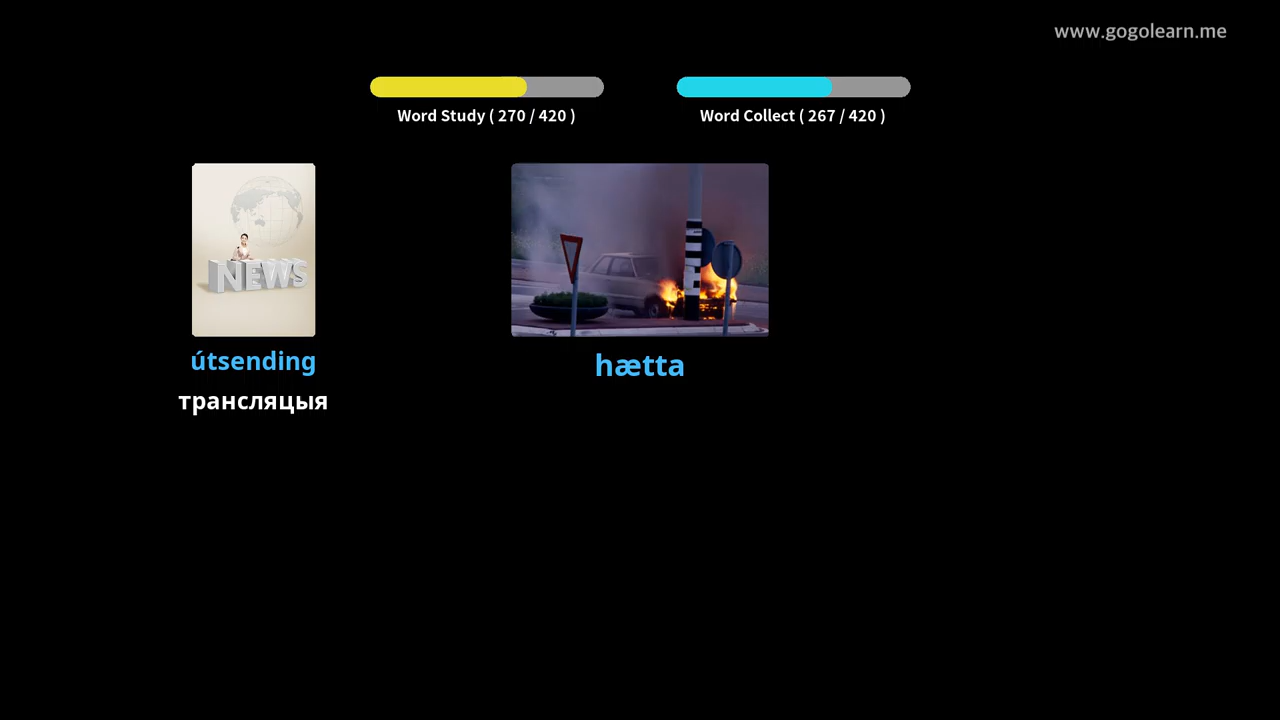 www.gogolearn.me
Word Study ( 270 / 420 )
Word Collect ( 267 / 420 )
NEWS
útsending
трансляцыя
hætta